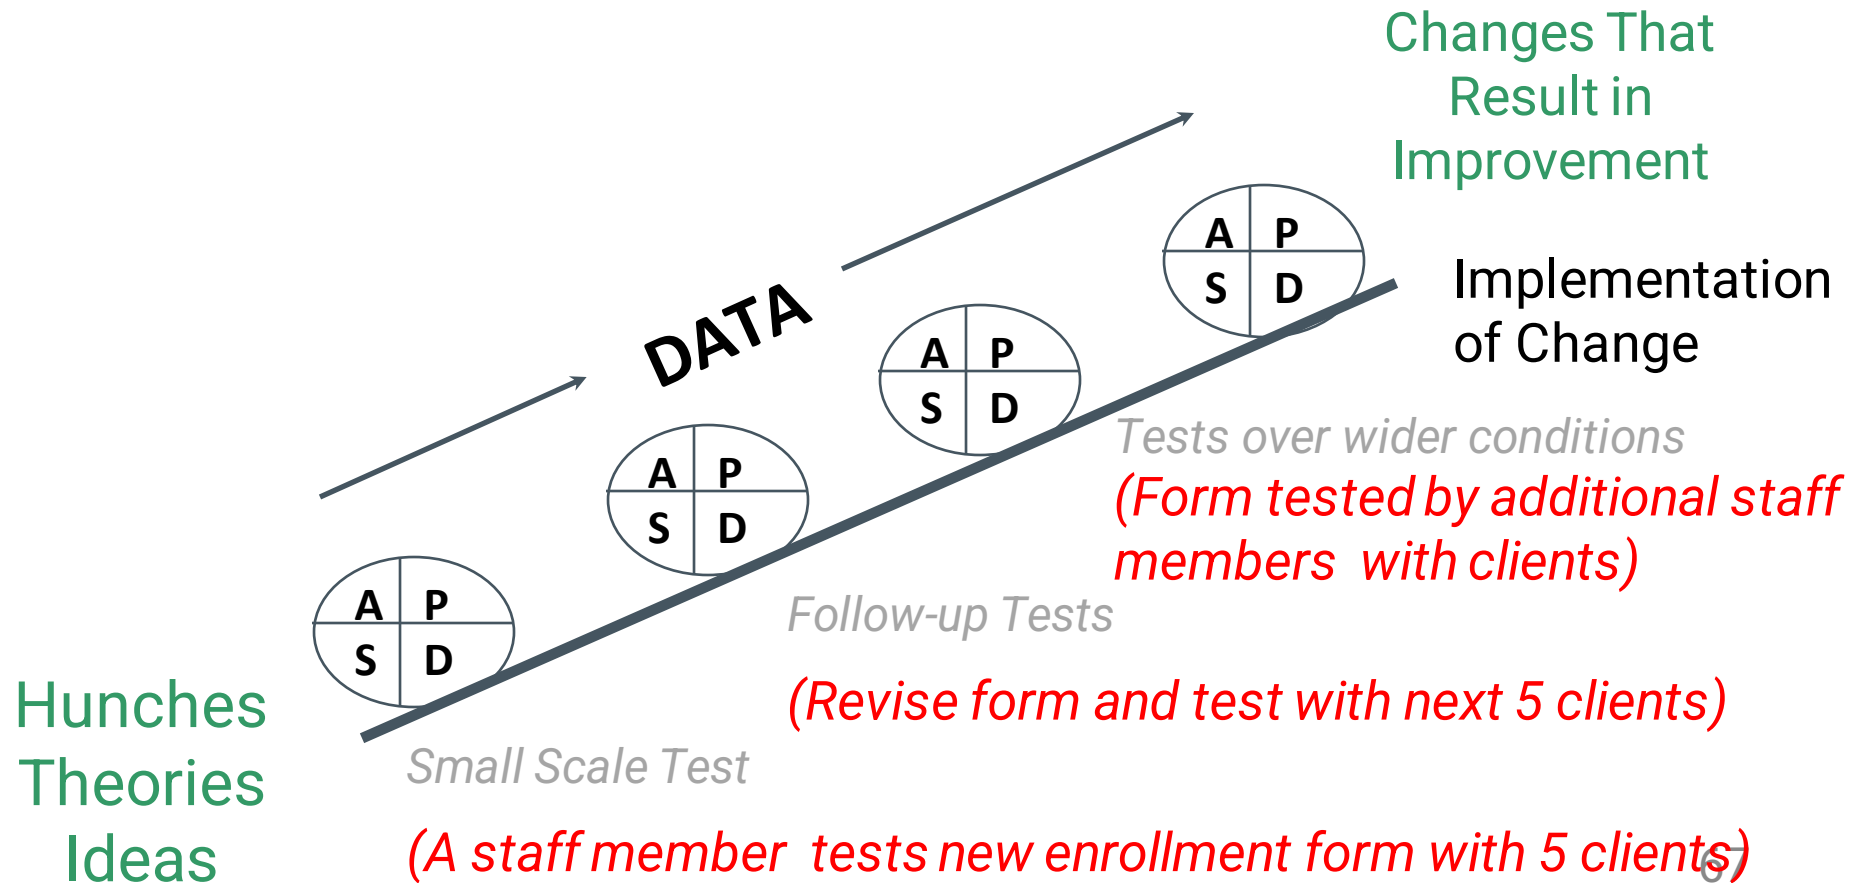 Changes That
Result in
Improvement
A P
S D
Implementation
of Change
DATA
A P
S D
Tests over wider conditions
(Form tested by additional staff
members with clients)
A P
S D
Follow-up Tests
(Revise form and test with next 5 clients)
A P
S D
Hunches
Theories
Ideas
Small Scale Test
(A staff member tests new enrollment form with 5 clients)
67